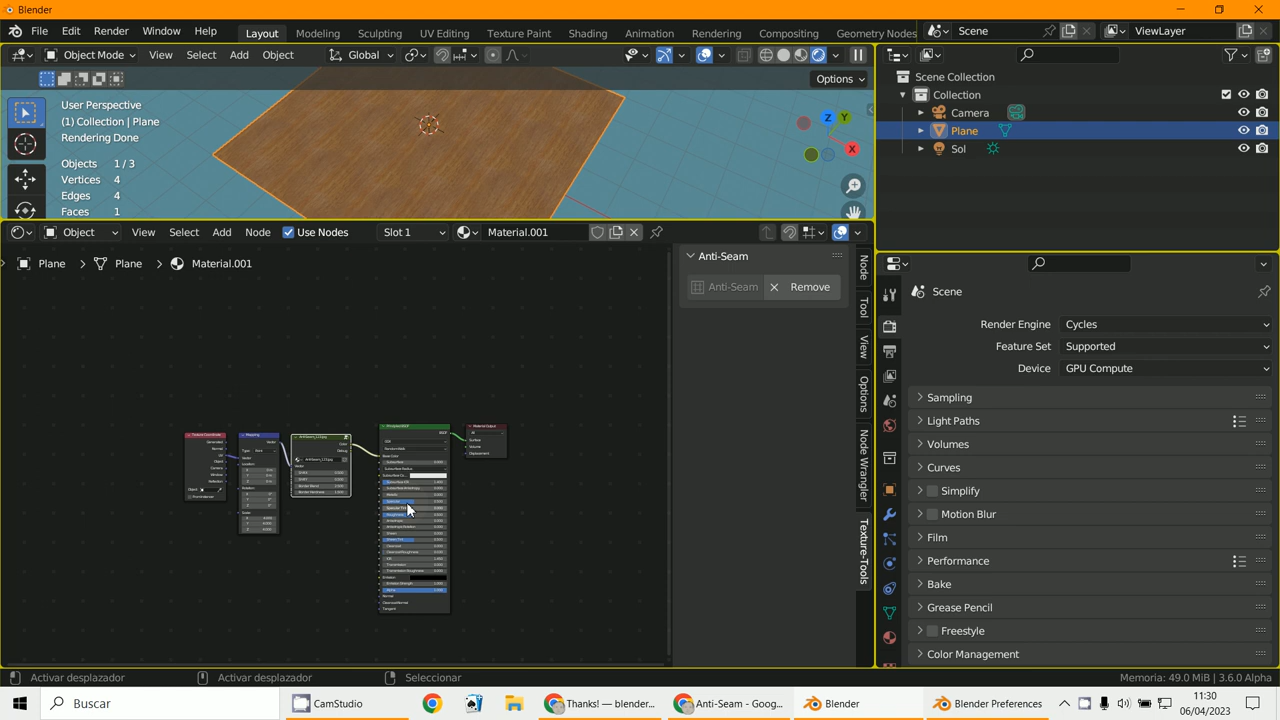 Blender
File Edit Render Window Help Layout Modeling Sculpting UV Editing Texture Paint Shading Animation Rendering Compositing Geometry Nodes Scene ViewLayer
Object Mode View Select Add Object Global
Options
User Perspective
(1) Collection | Plane
Rendering Done
Objects 1 / 3
Vertices 4
Edges 4
Faces 1
Z Y X
Scene Collection
Collection
Camera
Plane
Sol
Object View Select Add Node Use Nodes Slot 1 Material.001
Plane Plane Material.001
Anti-Seam
Anti-Seam Remove
Node
Tool
View
Options
Node Wrangler
Texture-Tools
Texture Coordinate
Mapping
Principled BSDF
Material Output
Scene
Render Engine Cycles
Feature Set Supported
Device GPU Compute
Sampling
Light Paths
Volumes
Curves
Simplify
Motion Blur
Film
Performance
Bake
Grease Pencil
Freestyle
Color Management
Activar desplazador Activar desplazador Seleccionar Memoria: 49.0 MiB | 3.6.0 Alpha
Buscar CamStudio Thanks! — blender... Anti-Seam - Goog... Blender Blender Preferences 11:30
06/04/2023